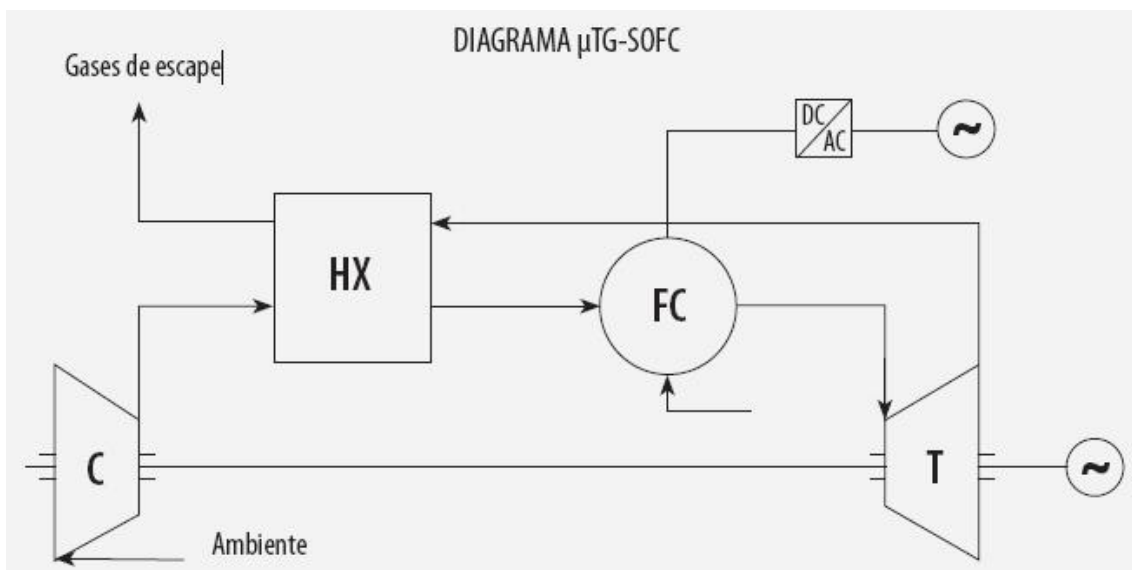 DIAGRAMA µTG-SOFC
Gases de escape
DC
AC
~
HX
FC
C
T
~
Ambiente